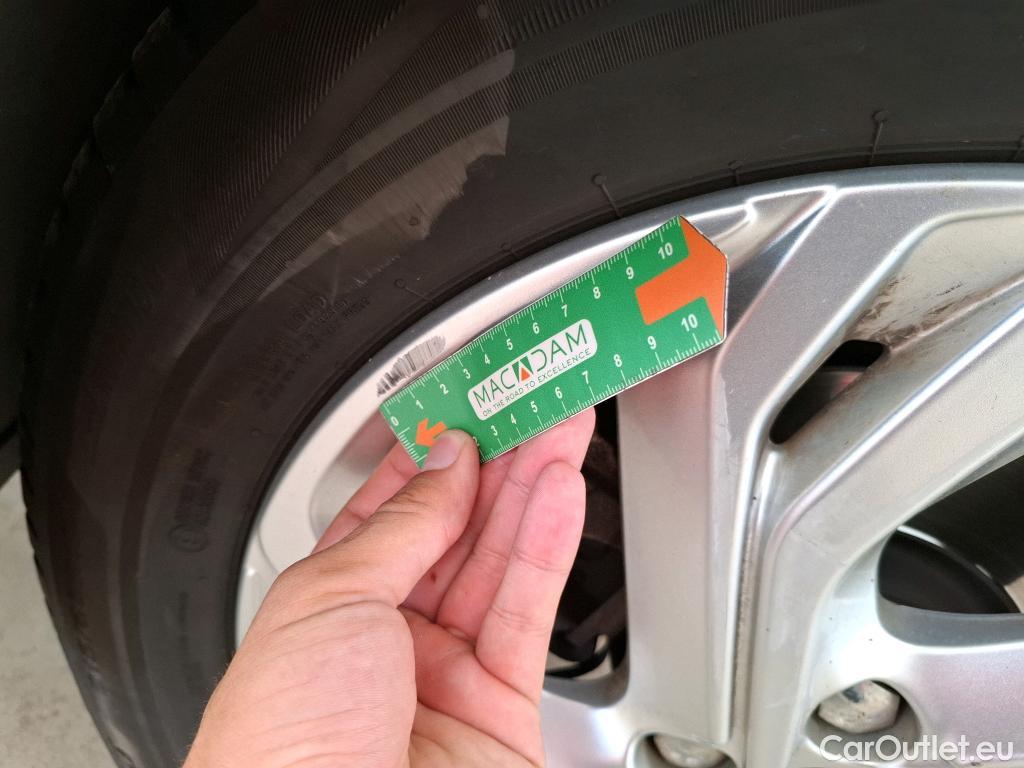 0 1 2 3 4 5 6 7 8 9 10
MACADAM
ON THE ROAD TO EXCELLENCE
3 4 5 6 7 8 9 10
CarOutlet.eu